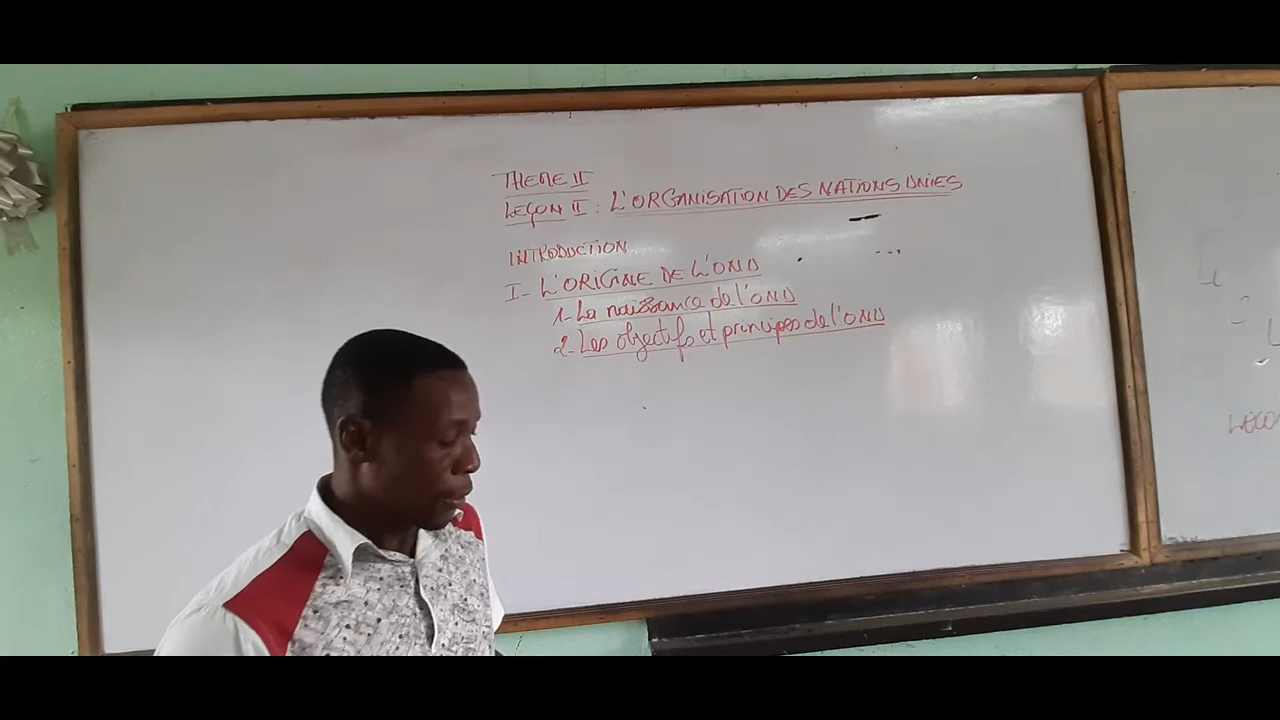 THEME II
LEÇON II : L'ORGANISATION DES NATIONS UNIES
INTRODUCTION
I- L'ORIGINE DE L'ONU
1- La naissance de l'ONU
2- Les objectifs et principes de l'ONU